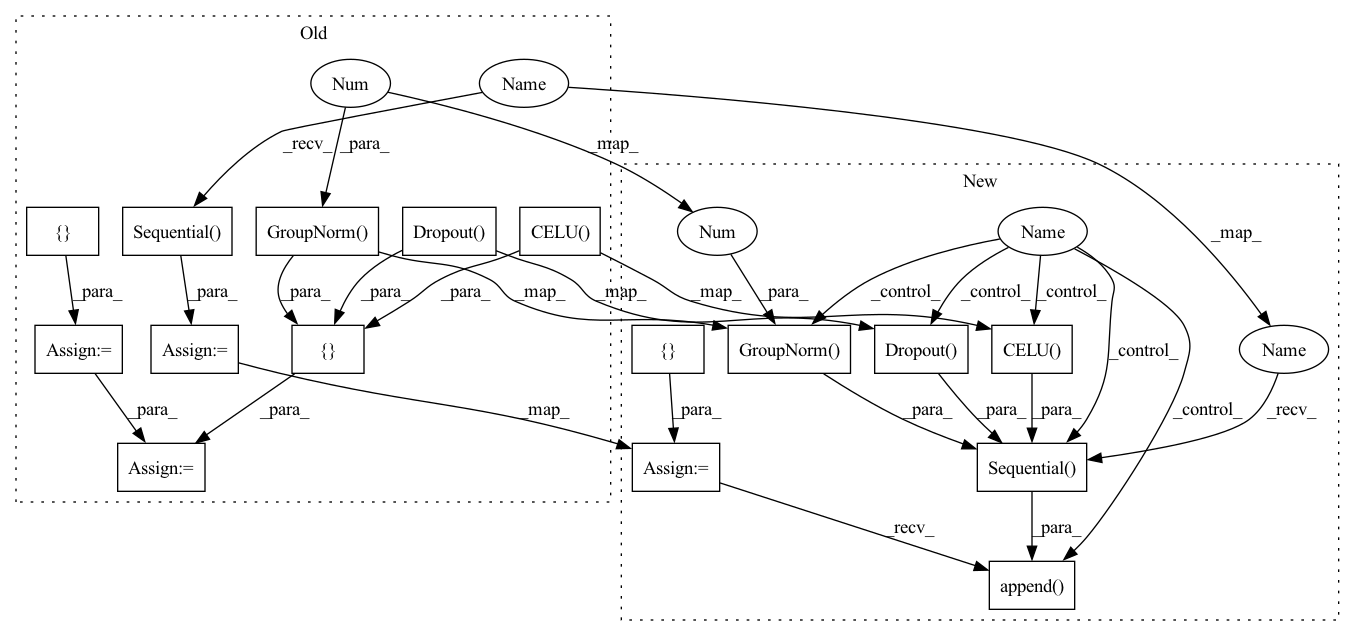 Old
Num
Name
_recv_
_para_
_map_
New
{}
Sequential()
GroupNorm()
Dropout()
CELU()
Num
Name
_map_
_para_
_para_
_para_
_para_
_para_
_map_
_map_
_map_
_para_
_control_
_control_
_control_
Assign:=
Assign:=
{}
{}
GroupNorm()
Dropout()
CELU()
Name
_control_
_para_
_para_
_map_
_para_
_para_
_para_
_para_
_control_
_recv_
Assign:=
Assign:=
Sequential()
_recv_
_para_
append()